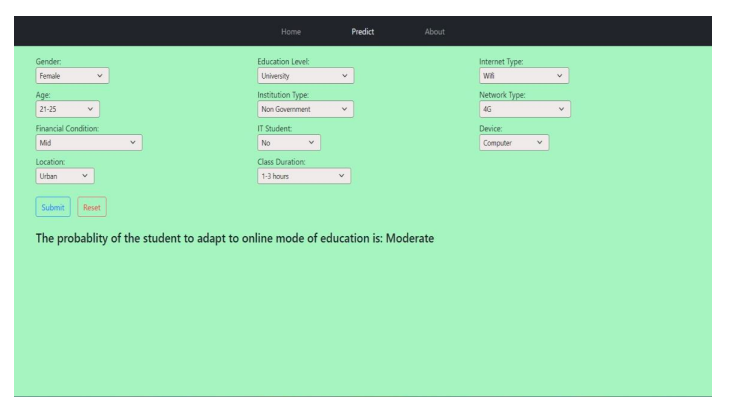 Home Predict About
Gender: Education Level: Internet Type:
Female University Wifi
Age: Institution Type: Network Type:
21-25 Non Government 4G
Financial Condition: IT Student: Device:
Mid No Computer
Location: Class Duration:
Urban 1-3 hours
Submit Reset
The probablity of the student to adapt to online mode of education is: Moderate